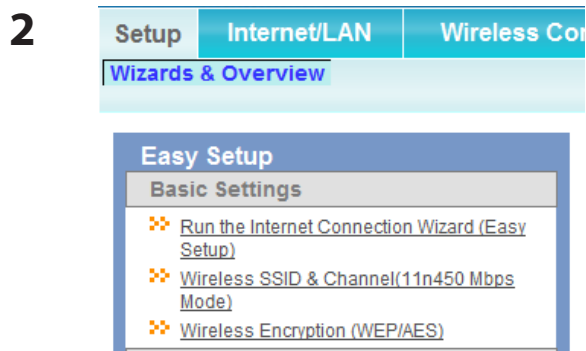 2
Setup Internet/LAN Wireless Con
Wizards & Overview
Easy Setup
Basic Settings
Run the Internet Connection Wizard (Easy
Setup)
Wireless SSID & Channel(11n450 Mbps
Mode)
Wireless Encryption (WEP/AES)